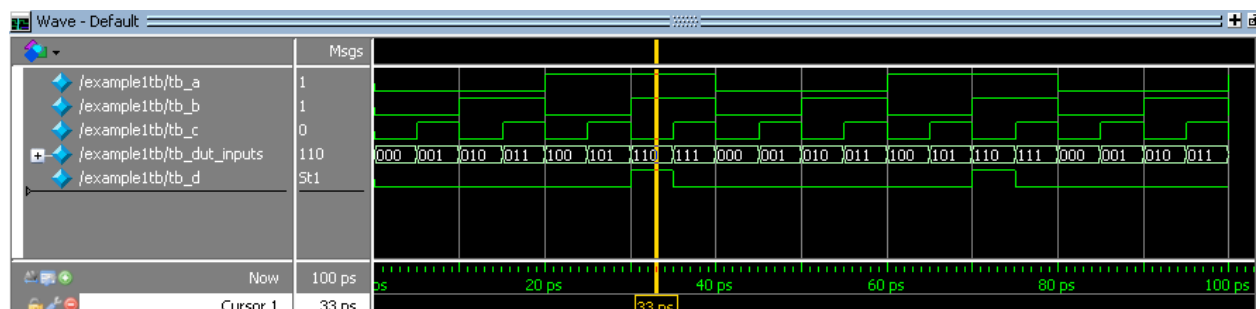 Wave - Default
Msgs
/example1tb/tb_a 1
/example1tb/tb_b 1
/example1tb/tb_c 0
/example1tb/tb_dut_inputs 110 000 001 010 011 100 101 110 111 000 001 010 011 100 101 110 111 000 001 010 011
/example1tb/tb_d St1
Now 100 ps ps 20 ps 40 ps 60 ps 80 ps 100 ps
Cursor 1 33 ps 33 ps